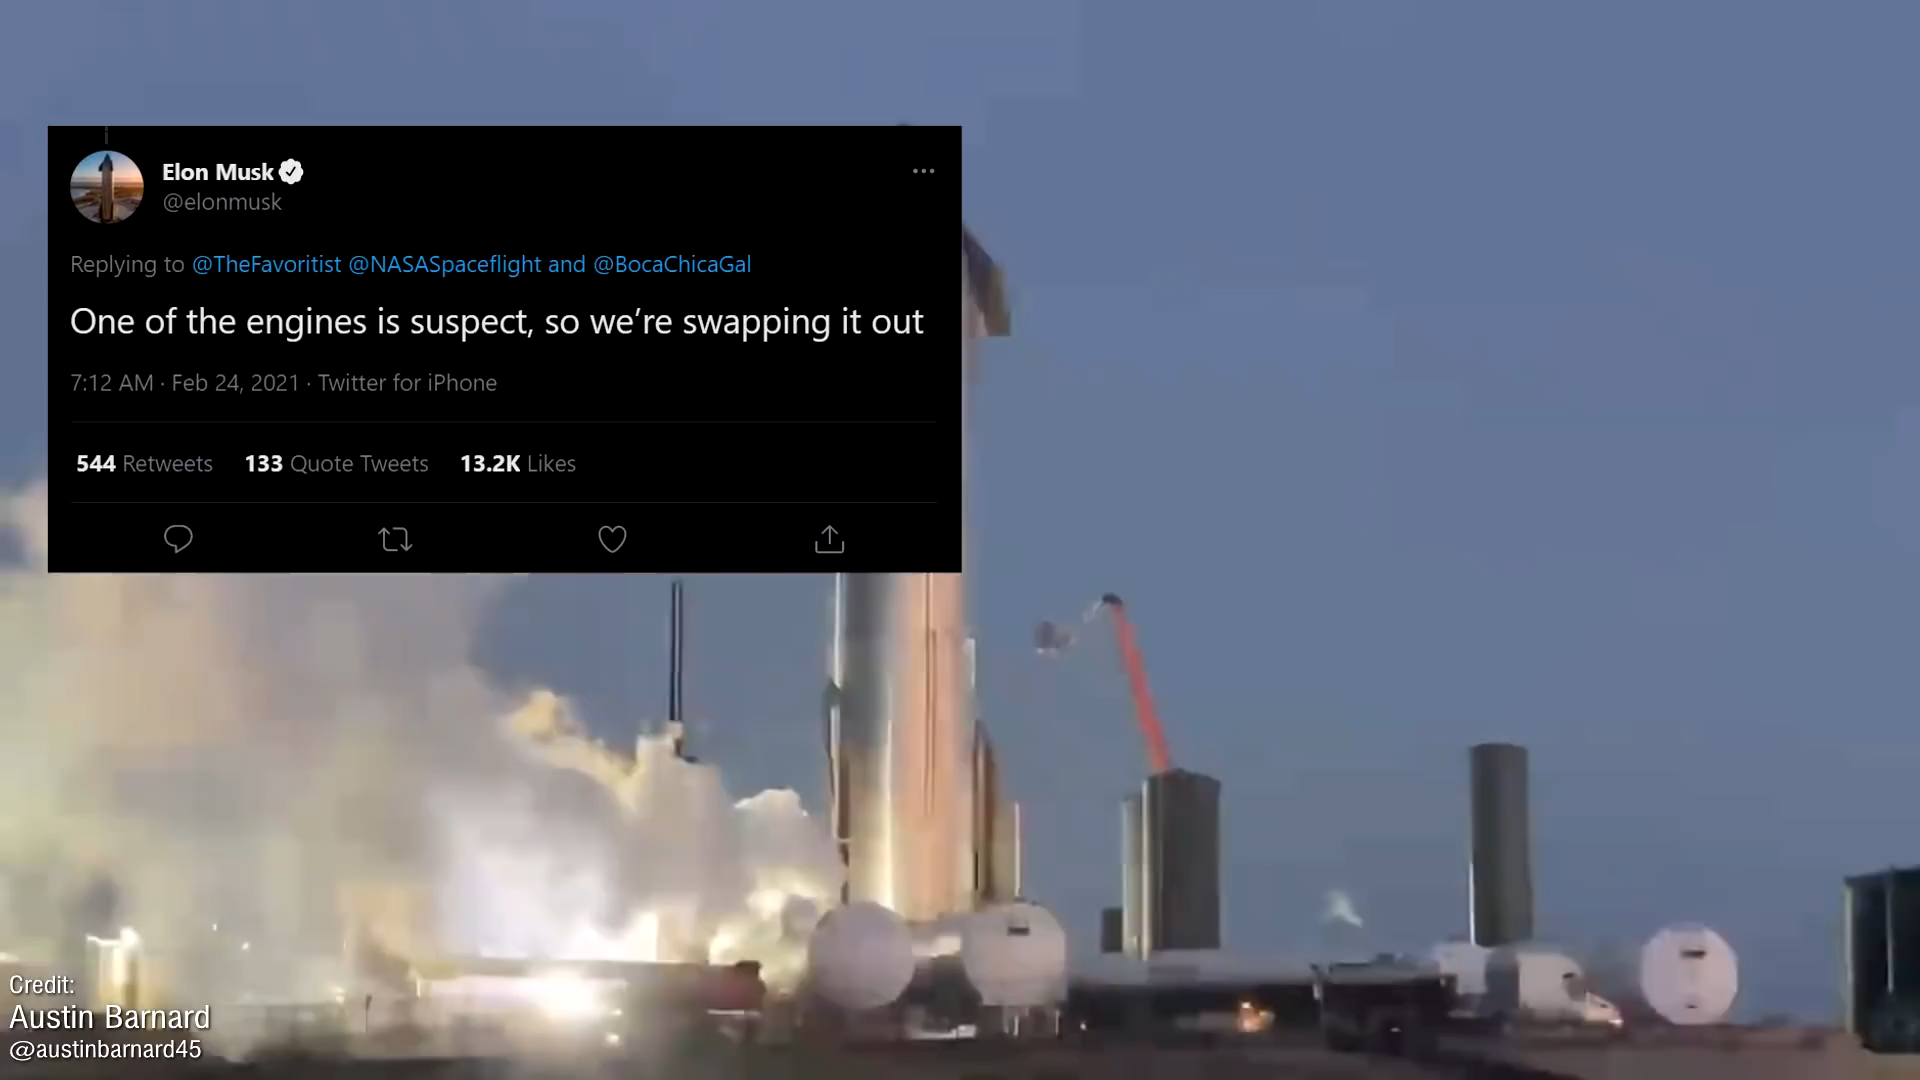 Elon Musk
@elonmusk
Replying to @TheFavoritist @NASASpaceflight and @BocaChicaGal
One of the engines is suspect, so we’re swapping it out
7:12 AM · Feb 24, 2021 · Twitter for iPhone
544 Retweets 133 Quote Tweets 13.2K Likes
Credit:
Austin Barnard
@austinbarnard45